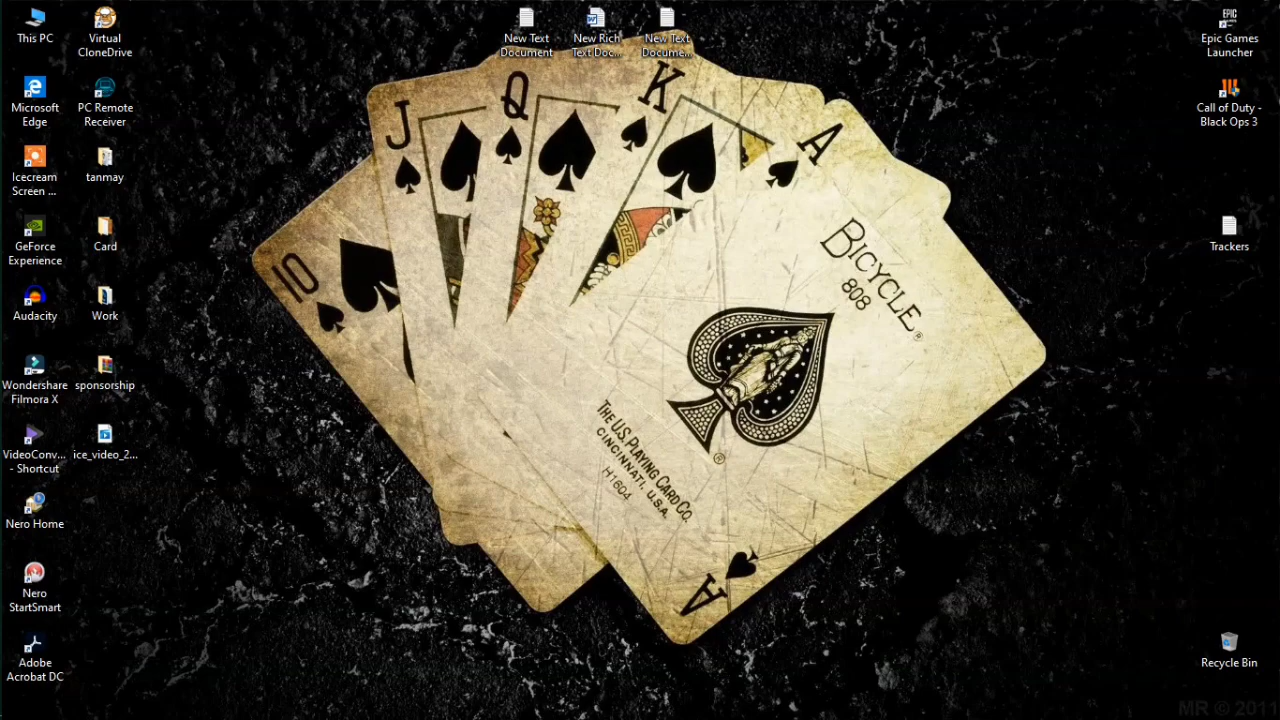 This PC
Virtual
CloneDrive
New Text
Document
New Rich
Text Doc...
New Text
Docume...
Epic Games
Launcher
EPIC
GAMES
Microsoft
Edge
PC Remote
Receiver
Call of Duty -
Black Ops 3
Icecream
Screen ...
tanmay
GeForce
Experience
Card
Trackers
Audacity
Work
Wondershare
Filmora X
sponsorship
VideoConv...
- Shortcut
ice_video_2...
Nero Home
Nero
StartSmart
Adobe
Acrobat DC
Recycle Bin
10
J
Q
K
A
BICYCLE®
808
THE U.S. PLAYING CARD CO.
CINCINNATI, U.S.A.
H1604
®
A
MR © 2011